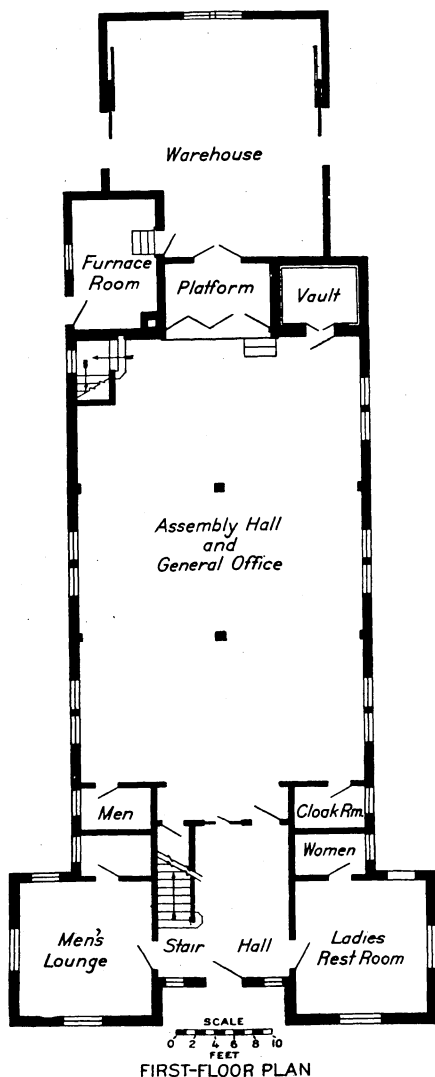 Warehouse
Furnace
Room
Platform
Vault
Assembly Hall
and
General Office
Men
Cloak Rm.
Women
Men's
Lounge
Stair Hall
Ladies
Rest Room
SCALE
0 2 4 6 8 10
FEET
FIRST-FLOOR PLAN